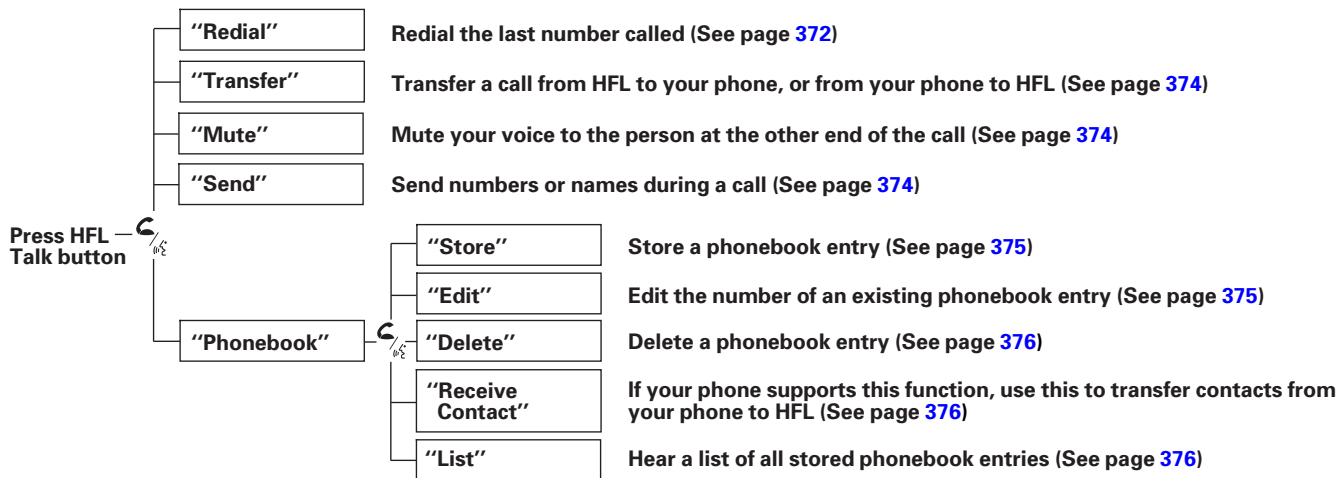 "Redial" Redial the last number called (See page 372)
"Transfer" Transfer a call from HFL to your phone, or from your phone to HFL (See page 374)
"Mute" Mute your voice to the person at the other end of the call (See page 374)
"Send" Send numbers or names during a call (See page 374)
Press HFL
Talk button
"Phonebook"
"Store" Store a phonebook entry (See page 375)
"Edit" Edit the number of an existing phonebook entry (See page 375)
"Delete" Delete a phonebook entry (See page 376)
"Receive
Contact"
If your phone supports this function, use this to transfer contacts from
your phone to HFL (See page 376)
"List" Hear a list of all stored phonebook entries (See page 376)